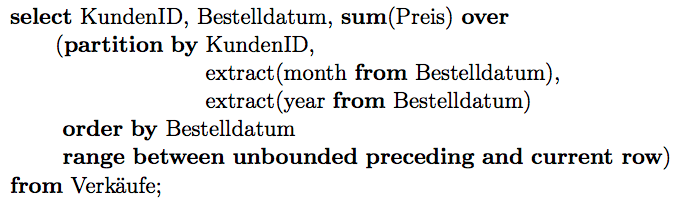 select KundenID, Bestelldatum, sum(Preis) over
(partition by KundenID,
extract(month from Bestelldatum),
extract(year from Bestelldatum)
order by Bestelldatum
range between unbounded preceding and current row)
from Verkäufe;